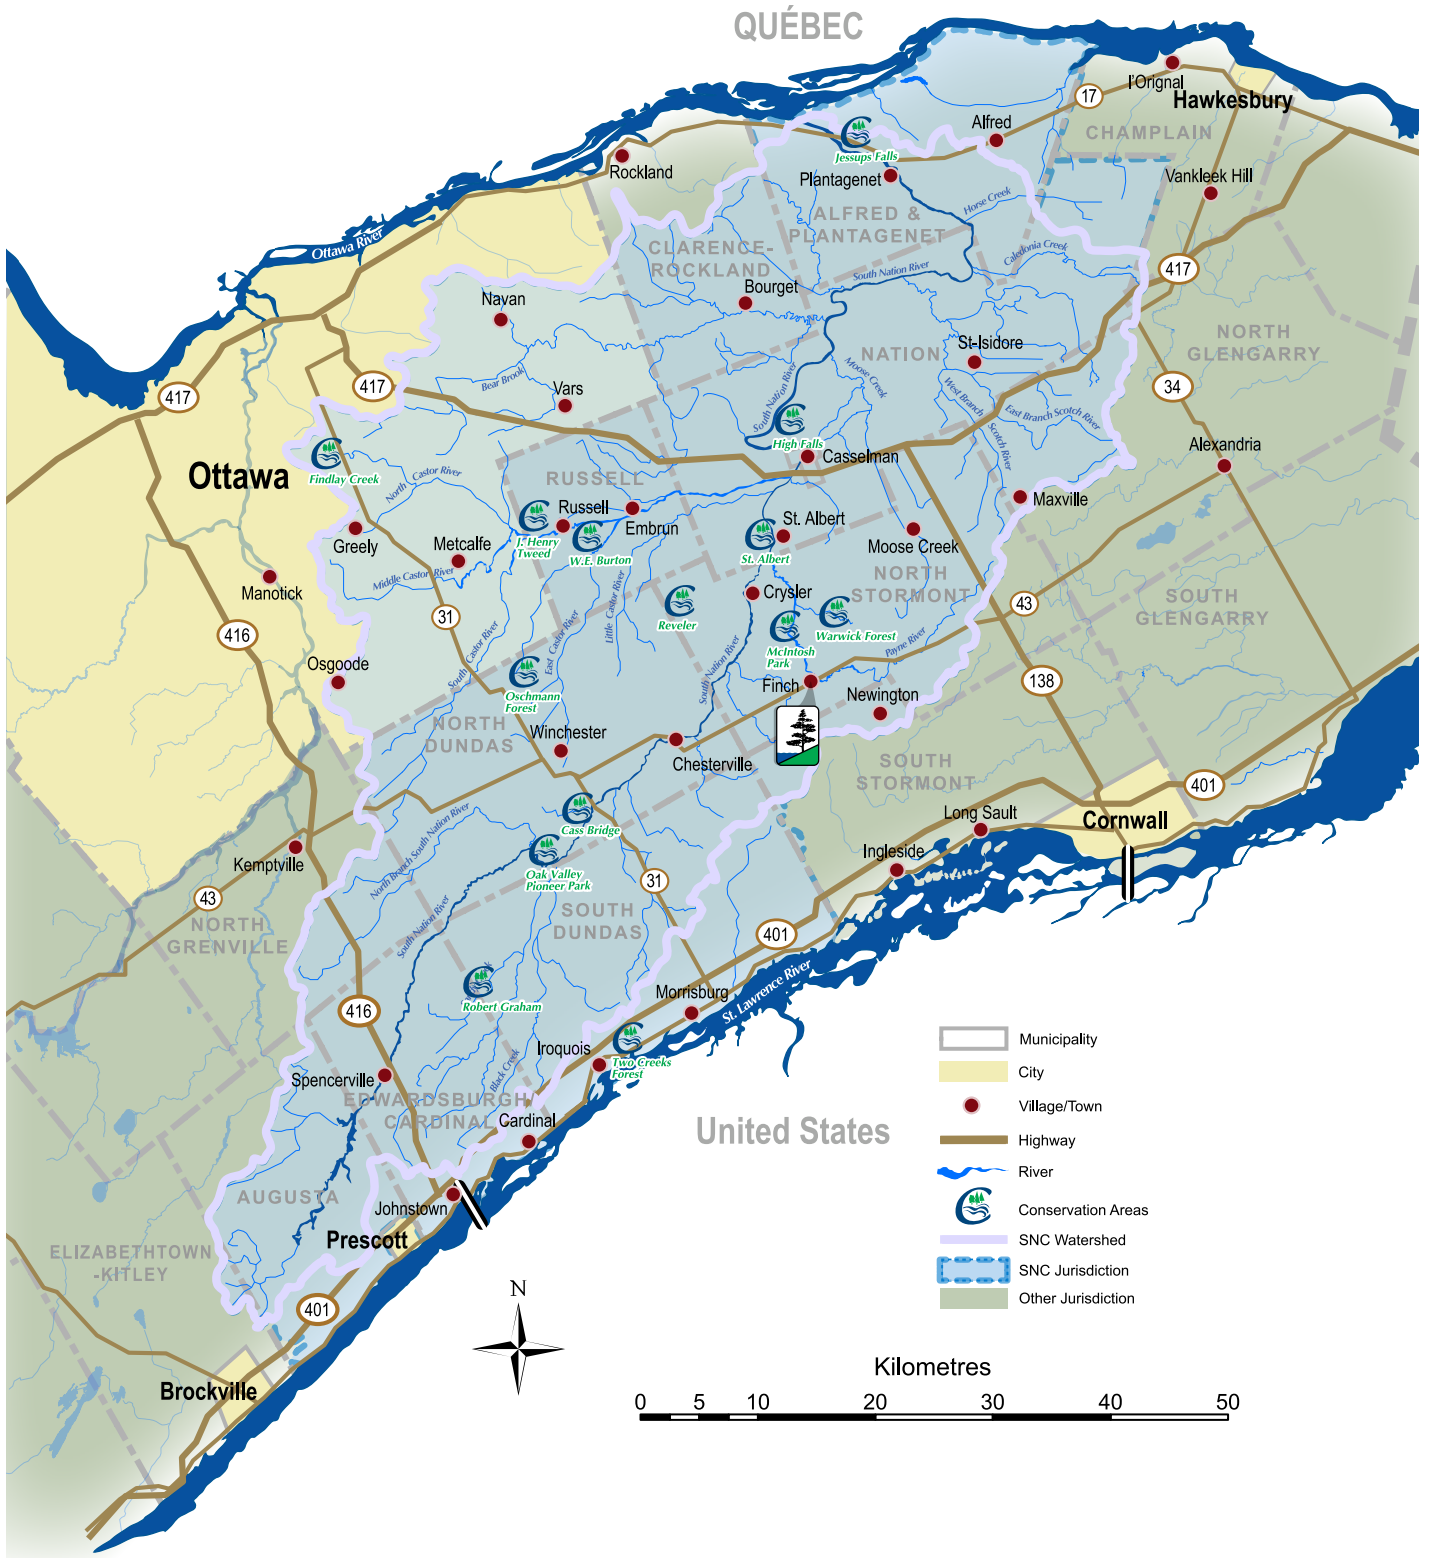 QUÉBEC
l'Orignal
Hawkesbury
17
Alfred
CHAMPLAIN
Jessups Falls
Rockland
Plantagenet
Vankleek Hill
Horse Creek
ALFRED &
PLANTAGENET
Ottawa River
CLARENCE-
ROCKLAND
Caledonia Creek
South Nation River
417
Bourget
Navan
NORTH
GLENGARRY
St-Isidore
NATION
Moose Creek
Bear Brook
417
417
Vars
34
South Nation River
West Branch
Scotch River
East Branch Scotch River
High Falls
Alexandria
Casselman
Findlay Creek
Ottawa
North Castor River
RUSSELL
Maxville
Russell
Embrun
St. Albert
Greely
J. Henry
Tweed
W.E. Burton
St. Albert
Moose Creek
Metcalfe
Middle Castor River
NORTH
STORMONT
Manotick
Crysler
43
SOUTH
GLENGARRY
31
Reveler
Little Castor River
East Castor River
South Castor River
416
Warwick Forest
McIntosh
Park
Payne River
South Nation River
Osgoode
Oschmann
Forest
Finch
Newington
138
NORTH
DUNDAS
Winchester
Chesterville
SOUTH
STORMONT
401
Long Sault
Cornwall
Cass Bridge
North Branch South Nation River
Kemptville
Ingleside
Oak Valley
Pioneer Park
31
43
NORTH
GRENVILLE
SOUTH
DUNDAS
South Nation River
401
St. Lawrence River
Robert Graham
Morrisburg
416
Iroquois
Two Creeks
Forest
Black Creek
Spencerville
EDWARDSBURGH/
CARDINAL
Cardinal
United States
AUGUSTA
Johnstown
Prescott
ELIZABETHTOWN
-KITLEY
401
Brockville
Municipality
City
Village/Town
Highway
River
Conservation Areas
SNC Watershed
SNC Jurisdiction
Other Jurisdiction
N
Kilometres
0 5 10 20 30 40 50